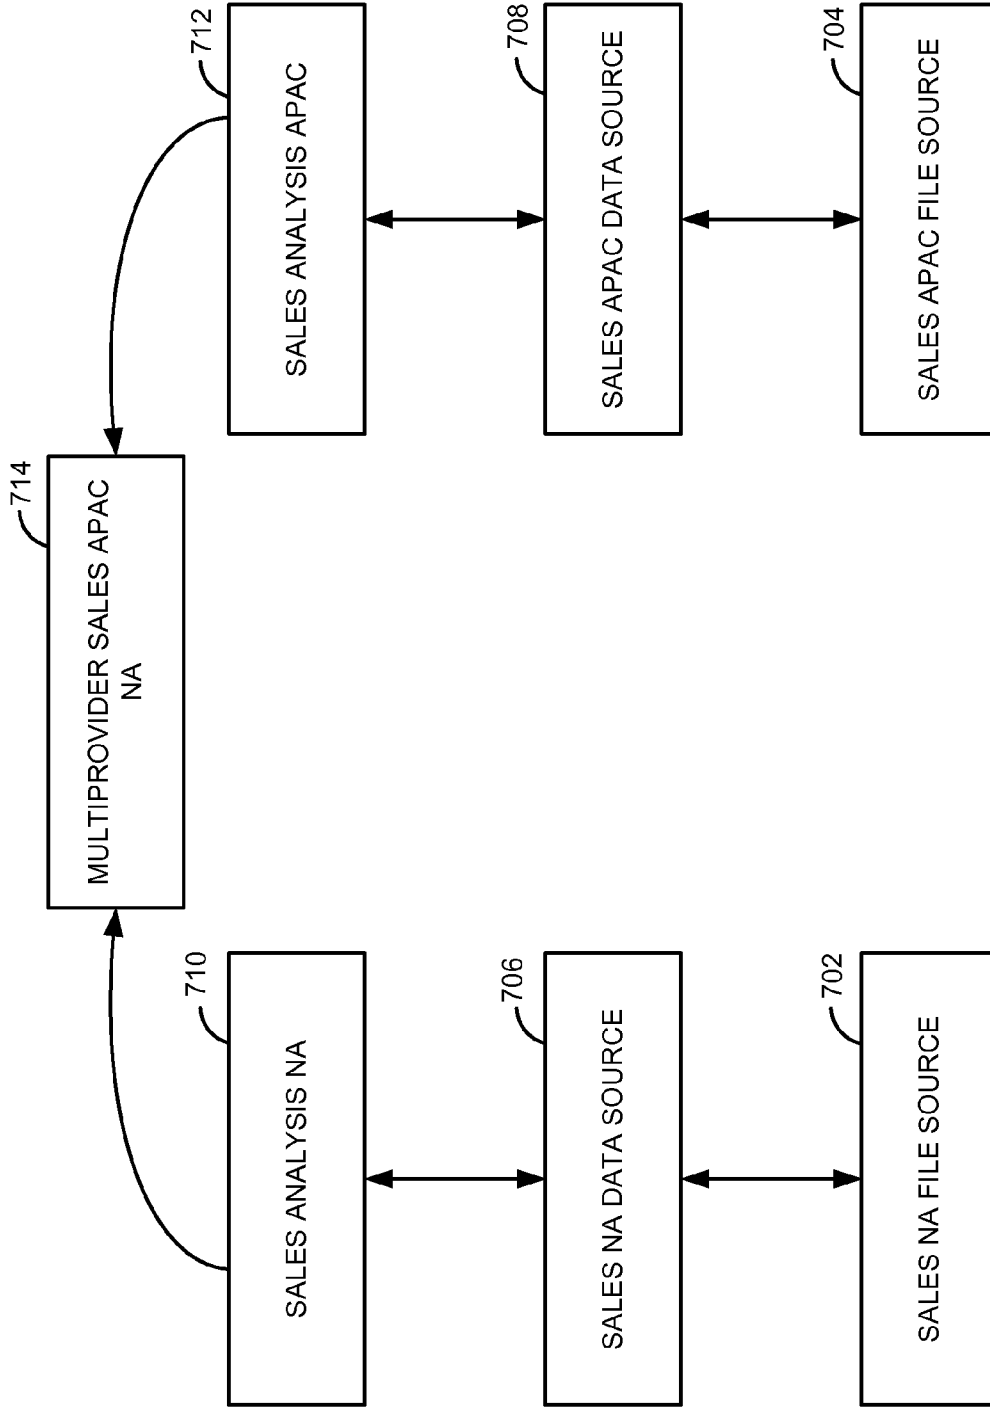 714
MULTIPROVIDER SALES APAC
NA
710
SALES ANALYSIS NA
712
SALES ANALYSIS APAC
706
SALES NA DATA SOURCE
708
SALES APAC DATA SOURCE
702
SALES NA FILE SOURCE
704
SALES APAC FILE SOURCE